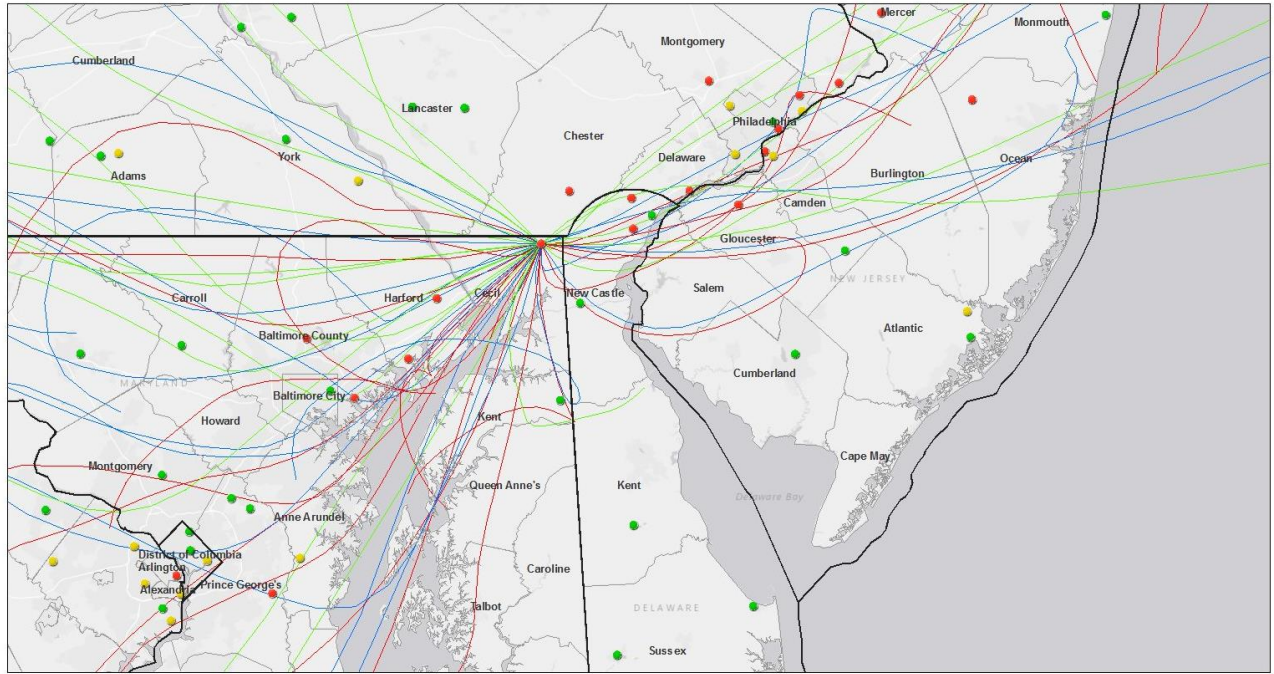 Mercer
Monmouth
Montgomery
Cumberland
Lancaster
Philadelphia
Chester
York
Delaware
Ocean
Adams
Burlington
Camden
Gloucester
NEW JERSEY
Salem
Cecil
New Castle
Carroll
Harford
Atlantic
Baltimore County
Cumberland
MARYLAND
Baltimore City
Kent
Howard
Cape May
Montgomery
Queen Anne's
Kent
Delaware Bay
Anne Arundel
District of Colombia
Arlington
Caroline
Prince George's
Alexandria
Talbot
DELAWARE
Sussex